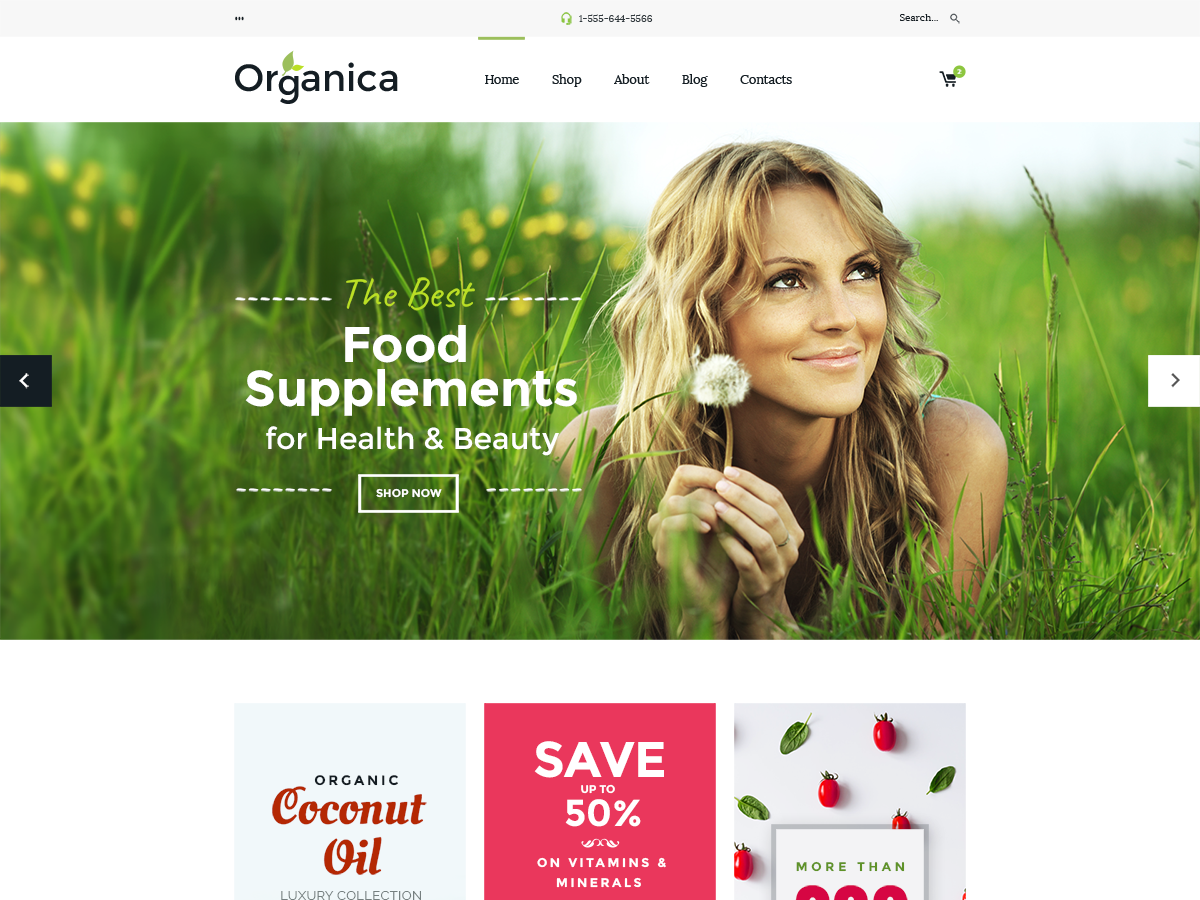 •••
1-555-644-5566
Search...
Organica
Home
Shop
About
Blog
Contacts
2
The Best
Food
Supplements
for Health & Beauty
SHOP NOW
ORGANIC
Coconut
Oil
LUXURY COLLECTION
SAVE
UP TO
50%
ON VITAMINS &
MINERALS
MORE THAN